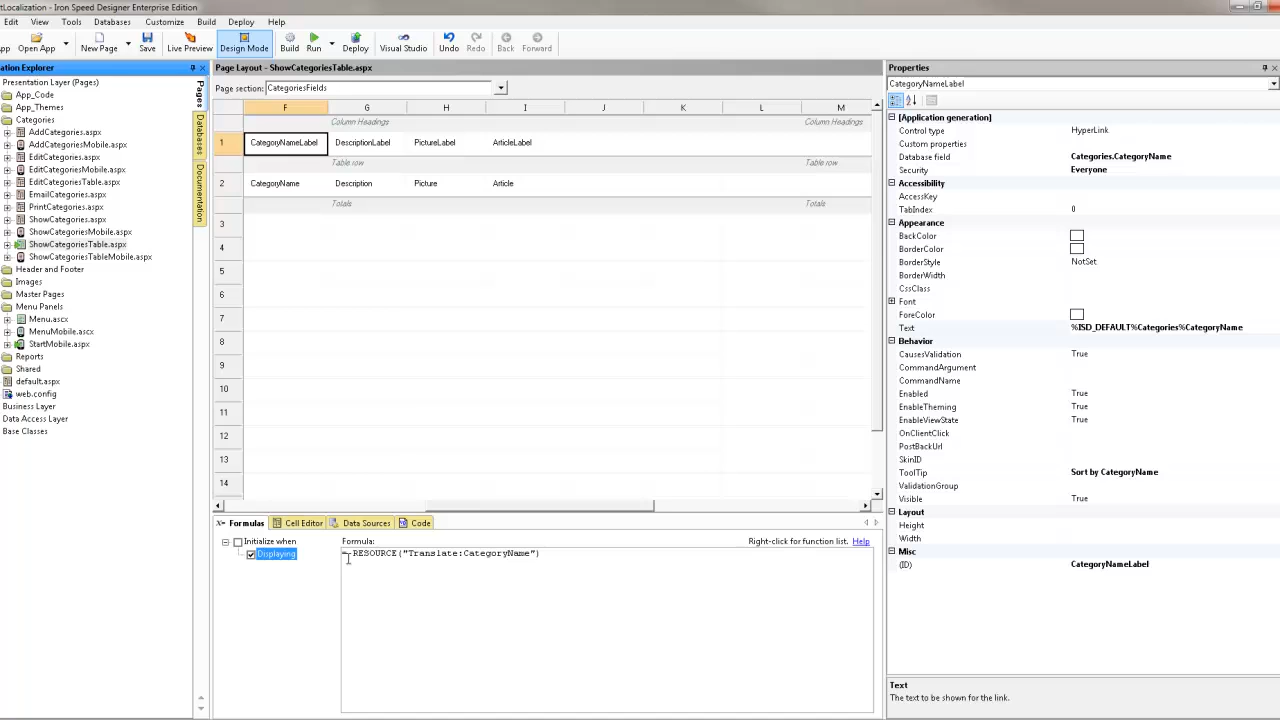 tLocalization - Iron Speed Designer Enterprise Edition
Edit View Tools Databases Customize Build Deploy Help
pp Open App New Page Save Live Preview Design Mode Build Run Deploy Visual Studio Undo Redo Back Forward
ation Explorer
Presentation Layer (Pages)
App_Code
App_Themes
Categories
AddCategories.aspx
AddCategoriesMobile.aspx
EditCategories.aspx
EditCategoriesMobile.aspx
EditCategoriesTable.aspx
EmailCategories.aspx
PrintCategories.aspx
ShowCategories.aspx
ShowCategoriesMobile.aspx
ShowCategoriesTable.aspx
ShowCategoriesTableMobile.aspx
Header and Footer
Images
Master Pages
Menu Panels
Menu.ascx
MenuMobile.ascx
StartMobile.aspx
Reports
Shared
default.aspx
web.config
Business Layer
Data Access Layer
Base Classes
Pages
Databases
Documentation
Page Layout - ShowCategoriesTable.aspx
Page section: CategoriesFields
F G H I J K L M
Column Headings Column Headings
1 CategoryNameLabel DescriptionLabel PictureLabel ArticleLabel
Table row Table row
2 CategoryName Description Picture Article
Totals Totals
3
4
5
6
7
8
9
10
11
12
13
14
Formulas Cell Editor Data Sources Code
Initialize when
Displaying
Formula: Right-click for function list. Help
= RESOURCE("Translate:CategoryName")
Properties
CategoryNameLabel
[Application generation]
Control type HyperLink
Custom properties
Database field Categories.CategoryName
Security Everyone
Accessibility
AccessKey
TabIndex 0
Appearance
BackColor
BorderColor
BorderStyle NotSet
BorderWidth
CssClass
Font
ForeColor
Text %ISD_DEFAULT%Categories%CategoryName
Behavior
CausesValidation True
CommandArgument
CommandName
Enabled True
EnableTheming True
EnableViewState True
OnClientClick
PostBackUrl
SkinID
ToolTip Sort by CategoryName
ValidationGroup
Visible True
Layout
Height
Width
Misc
(ID) CategoryNameLabel
Text
The text to be shown for the link.